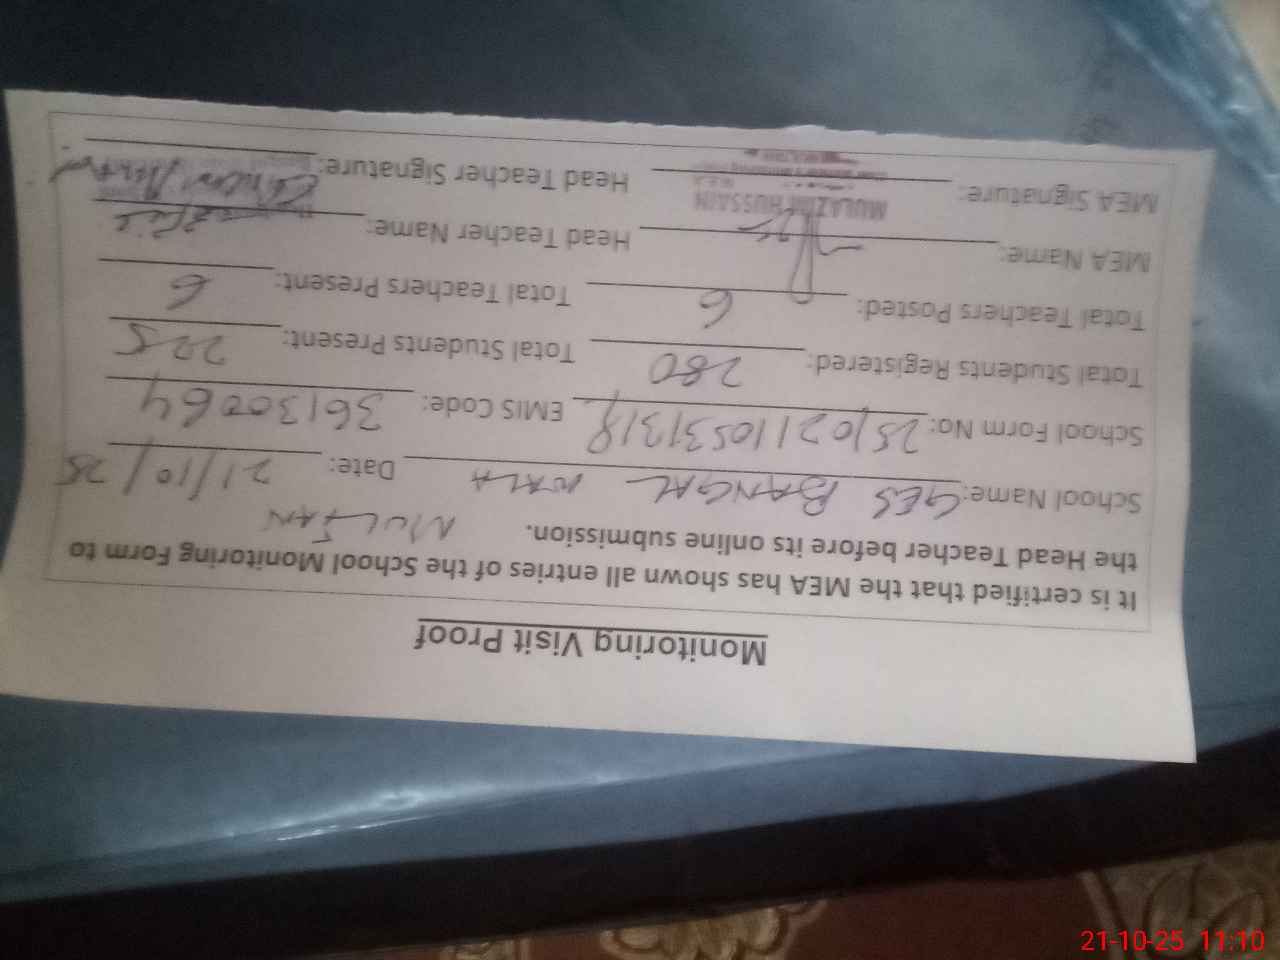 Monitoring Visit Proof
It is certified that the MEA has shown all entries of the School Monitoring Form to
the Head Teacher before its online submission. MULTAN
School Name: GES BANGAL WALA Date: 21/10/25
School Form No: EMIS Code: 36130064
Total Students Registered: 280 Total Students Present: 225
Total Teachers Posted: 6 Total Teachers Present: 6
MEA Name: Head Teacher Name:
MULAZIM HUSSAIN
MEA Signature: Head Teacher Signature:
21-10-25 11:10